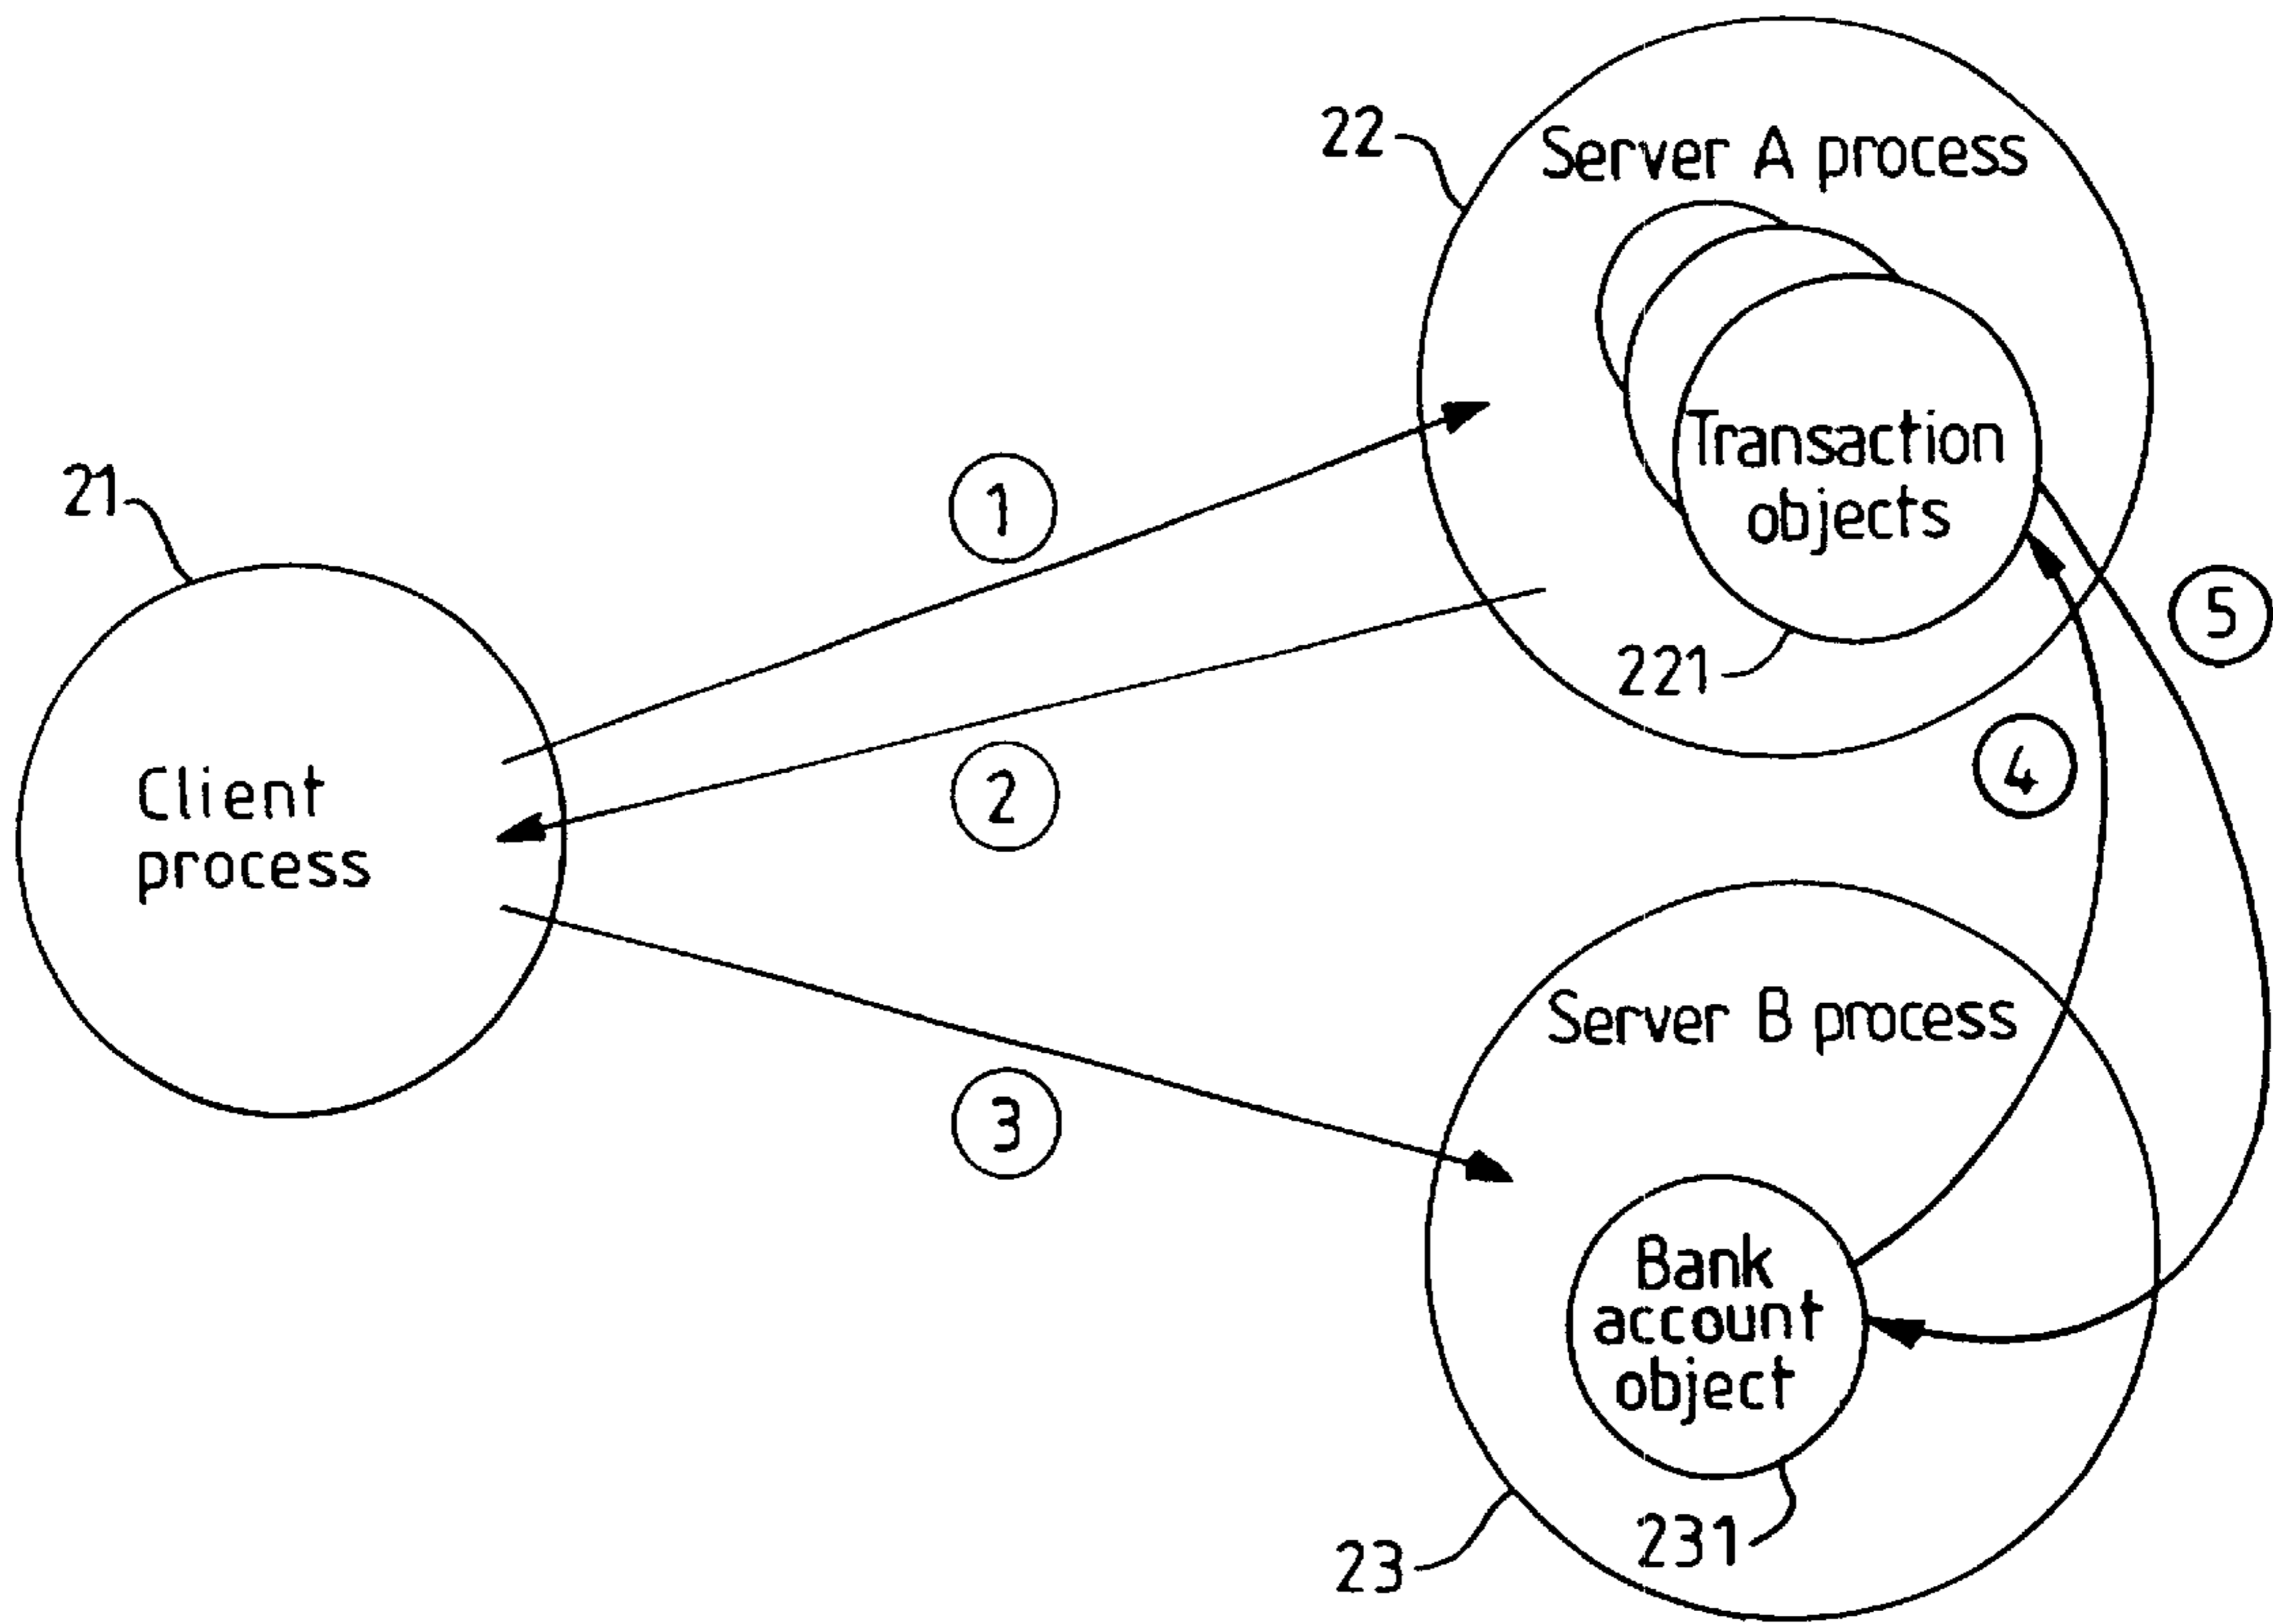 22
Server A process
Transaction
objects
221
21
Client
process
1
2
3
4
5
Server B process
Bank
account
object
231
23